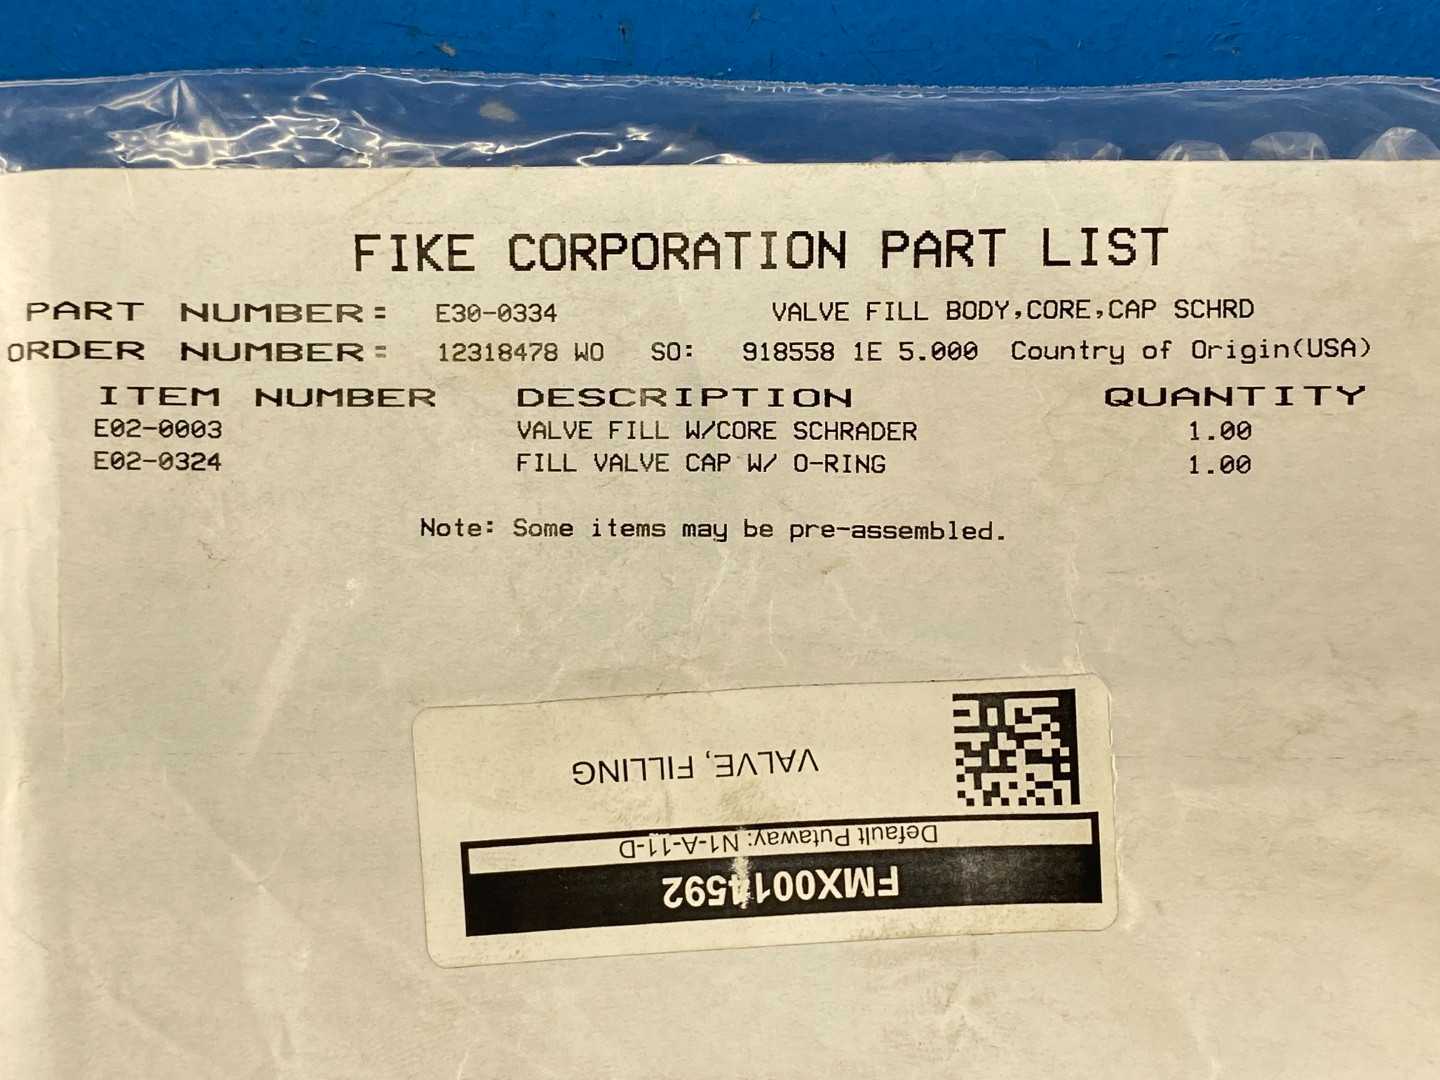 FIKE CORPORATION PART LIST
PART NUMBER: E30-0334 VALVE FILL BODY,CORE,CAP SCHRD
ORDER NUMBER: 12318478 WO SO: 918558 1E 5.000 Country of Origin(USA)
ITEM NUMBER DESCRIPTION QUANTITY
E02-0003 VALVE FILL W/CORE SCHRADER 1.00
E02-0324 FILL VALVE CAP W/ O-RING 1.00
Note: Some items may be pre-assembled.
FMX0014592
Default Putaway: N1-A-11-D
VALVE, FILLING